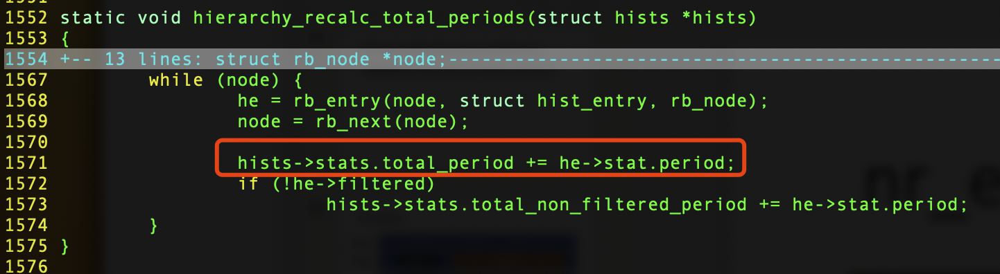 1552 static void hierarchy_recalc_total_periods(struct hists *hists)
1553 {
1554 +-- 13 lines: struct rb_node *node;--------------------------------------------------
1567         while (node) {
1568                 he = rb_entry(node, struct hist_entry, rb_node);
1569                 node = rb_next(node);
1570
1571                 hists->stats.total_period += he->stat.period;
1572                 if (!he->filtered)
1573                         hists->stats.total_non_filtered_period += he->stat.period;
1574         }
1575 }
1576